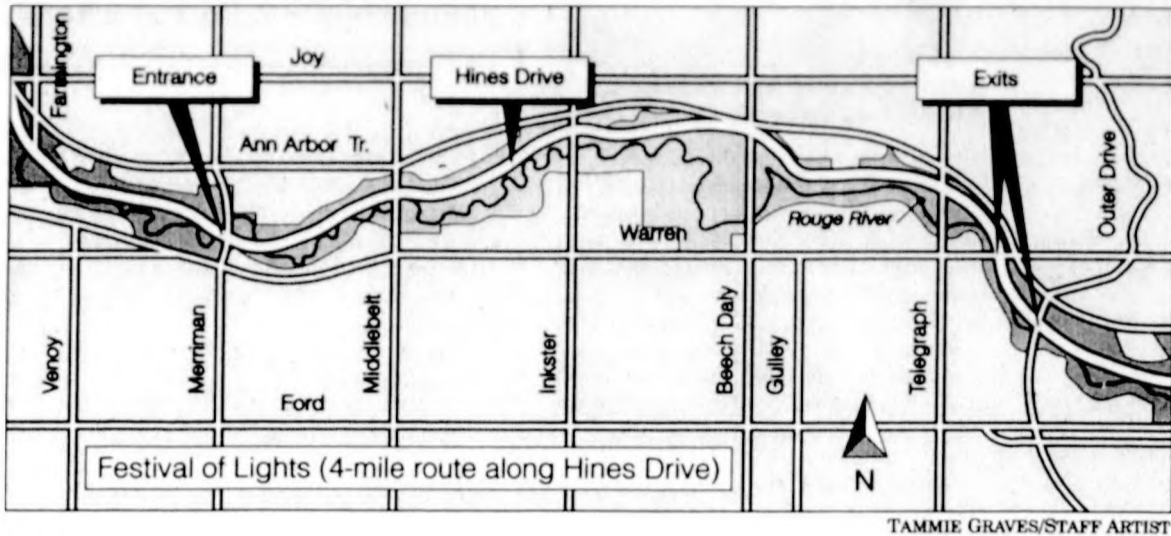 Farmington
Entrance
Joy
Hines Drive
Exits
Ann Arbor Tr.
Outer Drive
Rouge River
Warren
Venoy
Merriman
Middlebelt
Inkster
Beech Daly
Gulley
Telegraph
Ford
Festival of Lights (4-mile route along Hines Drive)
N
TAMMIE GRAVES/STAFF ARTIST